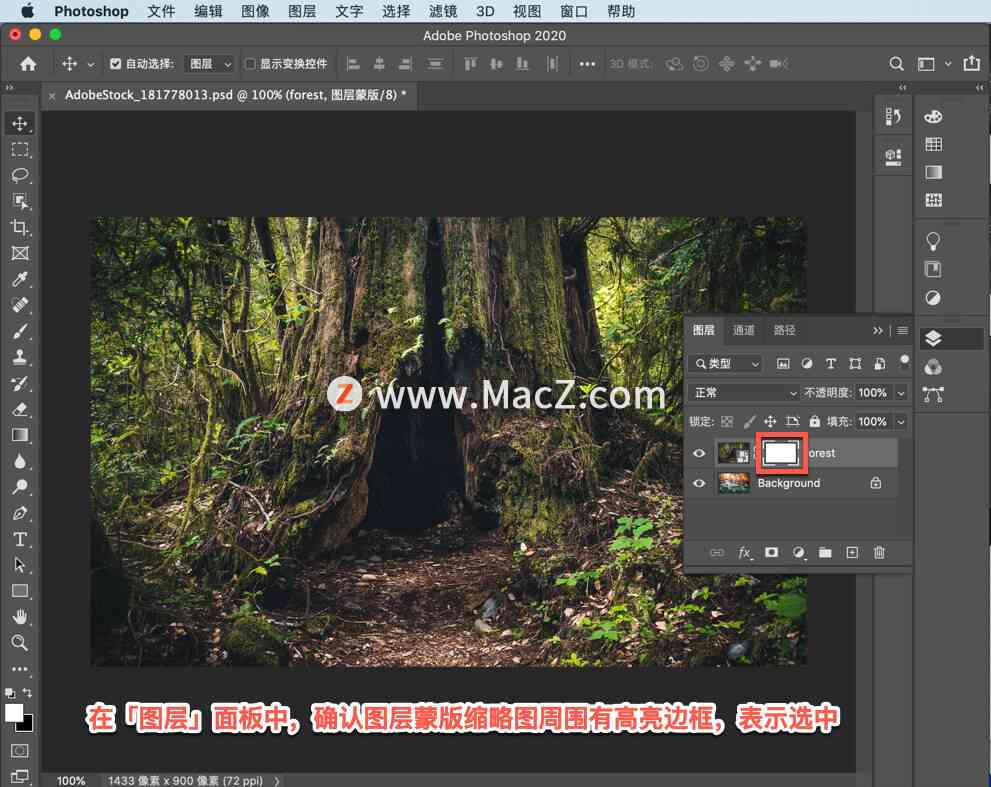 Photoshop 文件 编辑 图像 图层 文字 选择 滤镜 3D 视图 窗口 帮助
Adobe Photoshop 2020
自动选择: 图层 显示变换控件 3D 模式:
AdobeStock_181778013.psd @ 100% (forest, 图层蒙版/8) *
图层 通道 路径
类型
正常 不透明度: 100%
锁定: 填充: 100%
orest
Background
fx
Z www.MacZ.com
在「图层」面板中，确认图层蒙版缩略图周围有高亮边框，表示选中
100% 1433 像素 x 900 像素 (72 ppi)